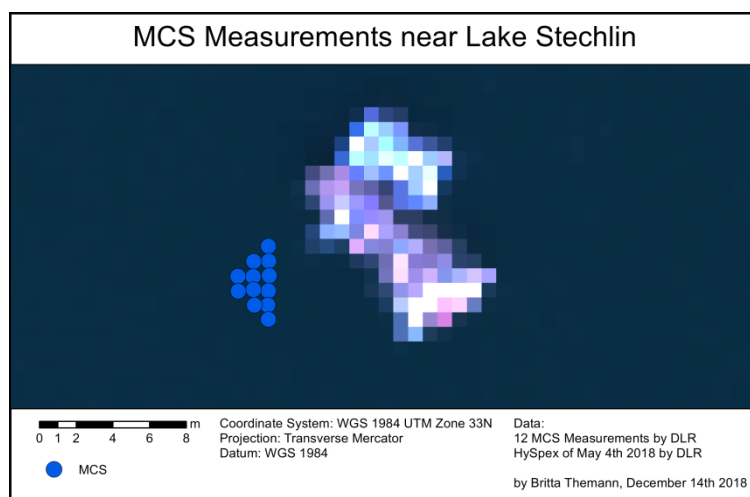 MCS Measurements near Lake Stechlin
m
0 1 2 4 6 8
MCS
Coordinate System: WGS 1984 UTM Zone 33N
Projection: Transverse Mercator
Datum: WGS 1984
Data:
12 MCS Measurements by DLR
HySpex of May 4th 2018 by DLR
by Britta Themann, December 14th 2018